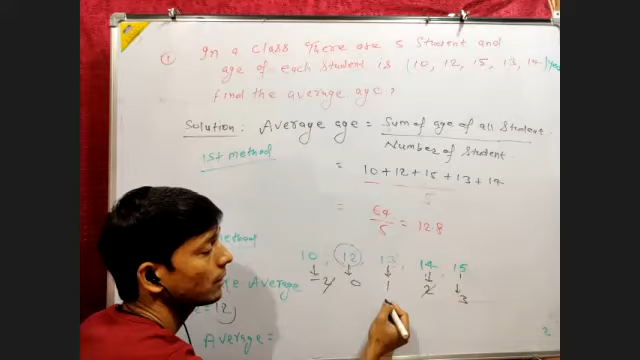 ① In a class there are 5 Student and
age of each student is (10, 12, 15, 13, 14) Years
find the average age?
Solution: Average age = Sum of age of all Student
Number of Student
1st method
= 10 + 12 + 15 + 13 + 14
5
= 64
5 = 12.8
method
10, 12, 13, 14, 15
-2 0 1 2 3
Average
= 12)
Average =
2